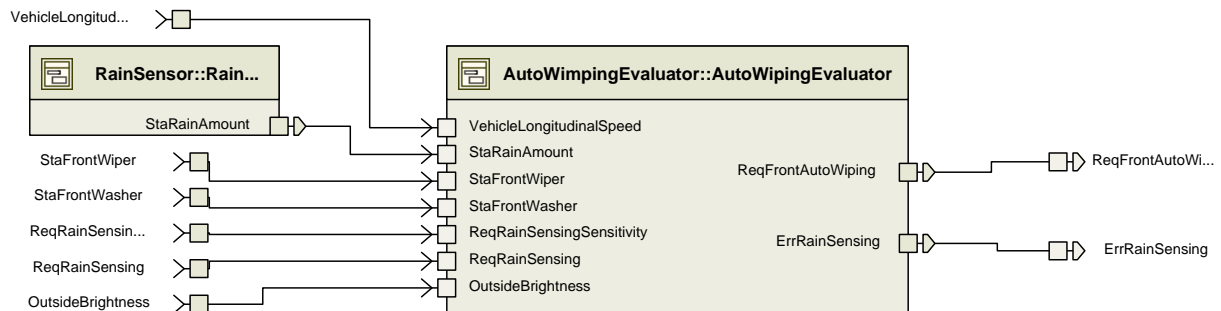 VehicleLongitud...
RainSensor::Rain...
AutoWimpingEvaluator::AutoWipingEvaluator
StaRainAmount
VehicleLongitudinalSpeed
StaRainAmount
StaFrontWiper
StaFrontWiper
StaFrontWasher
StaFrontWasher
ReqRainSensin...
ReqRainSensingSensitivity
ReqRainSensing
ReqRainSensing
OutsideBrightness
OutsideBrightness
ReqFrontAutoWiping
ReqFrontAutoWi...
ErrRainSensing
ErrRainSensing